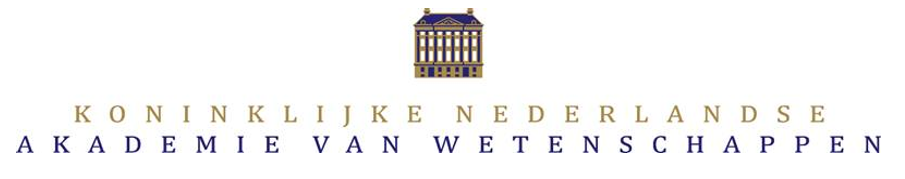 KONINKLIJKE NEDERLANDSE
AKADEMIE VAN WETENSCHAPPEN